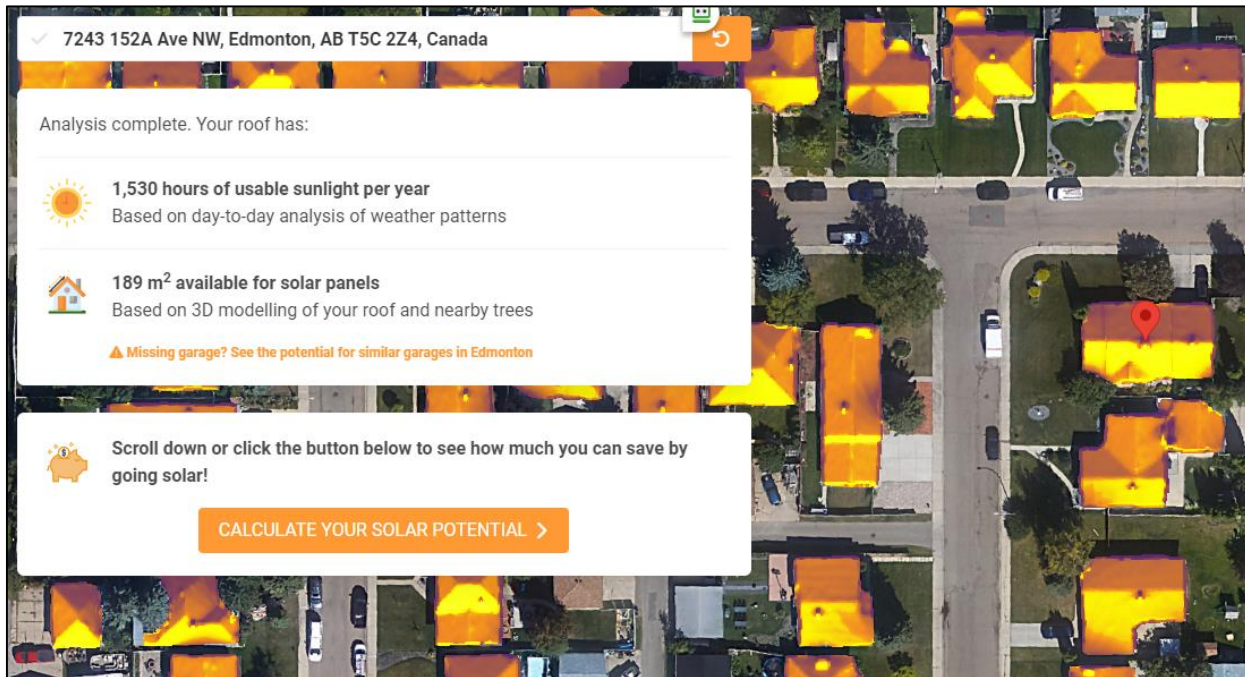 7243 152A Ave NW, Edmonton, AB T5C 2Z4, Canada
Analysis complete. Your roof has:
1,530 hours of usable sunlight per year
Based on day-to-day analysis of weather patterns
189 m² available for solar panels
Based on 3D modelling of your roof and nearby trees
Missing garage? See the potential for similar garages in Edmonton
Scroll down or click the button below to see how much you can save by
going solar!
CALCULATE YOUR SOLAR POTENTIAL